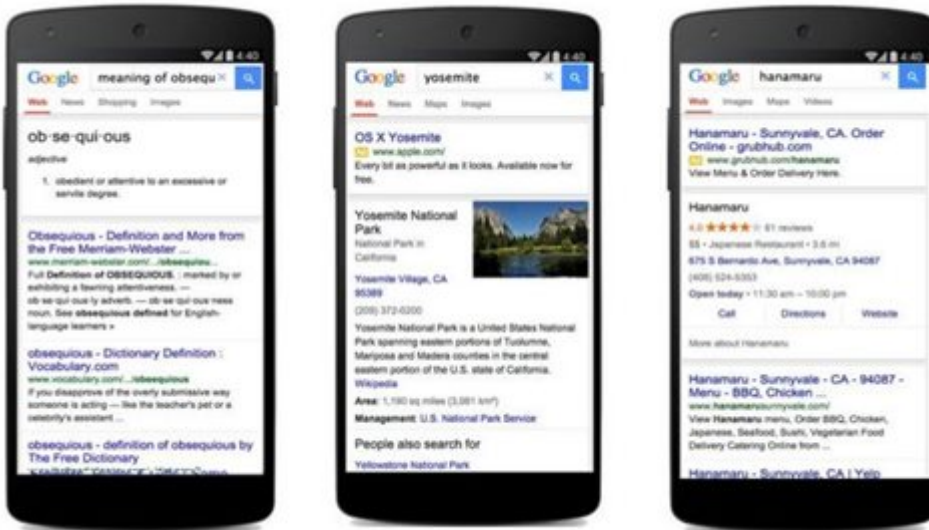 4:40
Google meaning of obsequ
Web News Shopping Images
ob·se·qui·ous
adjective
1. obedient or attentive to an excessive or
servile degree.
Obsequious - Definition and More from
the Free Merriam-Webster ...
www.merriam-webster.com/.../obsequiou...
Full Definition of OBSEQUIOUS. : marked by or
exhibiting a fawning attentiveness. —
ob·se·qui·ous·ly adverb. — ob·se·qui·ous·ness
noun. See obsequious defined for English-
language learners »
obsequious - Dictionary Definition :
Vocabulary.com
www.vocabulary.com/.../obsequious
If you disapprove of the overly submissive way
someone is acting — like the teacher's pet or a
celebrity's assistant ...
obsequious - definition of obsequious by
The Free Dictionary
4:40
Google yosemite
Web News Maps Images
OS X Yosemite
Ad www.apple.com/
Every bit as powerful as it looks. Available now for
free.
Yosemite National
Park
National Park in
California
Yosemite Village, CA
95389
(209) 372-0200
Yosemite National Park is a United States National
Park spanning eastern portions of Tuolumne,
Mariposa and Madera counties in the central
eastern portion of the U.S. state of California.
Wikipedia
Area: 1,190 sq miles (3,081 km²)
Management: U.S. National Park Service
People also search for
Yellowstone National Park
4:40
Google hanamaru
Web Images Maps Videos
Hanamaru - Sunnyvale, CA. Order
Online - grubhub.com
Ad www.grubhub.com/hanamaru
View Menu & Order Delivery Here.
Hanamaru
4.0 ★★★★ 61 reviews
$$ • Japanese Restaurant • 3.6 mi
675 S Bernardo Ave, Sunnyvale, CA 94087
(408) 524-5353
Open today • 11:30 am – 10:00 pm
Call Directions Website
More about Hanamaru
Hanamaru - Sunnyvale - CA - 94087 -
Menu - BBQ, Chicken ...
www.hanamarusunnyvale.com/
View Hanamaru menu, Order BBQ, Chicken,
Japanese, Seafood, Sushi, Vegetarian Food
Delivery Catering Online from ...
Hanamaru - Sunnyvale, CA | Yelp